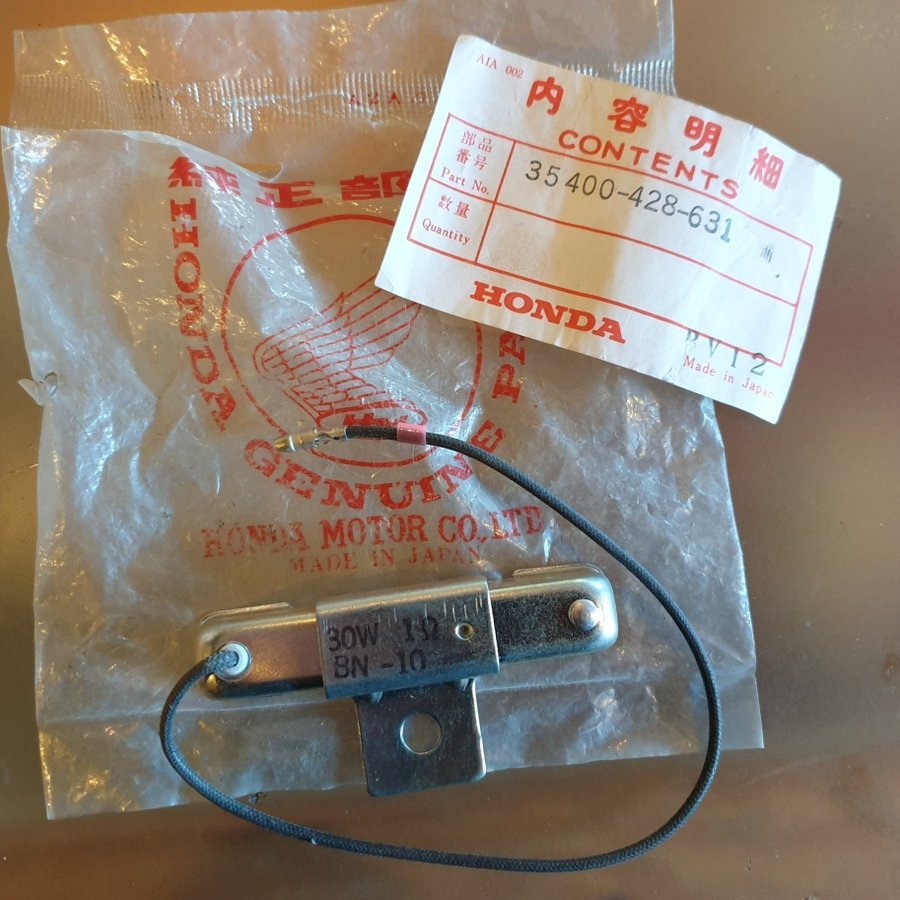 AIA 002
内容明細
CONTENTS
部品
番号
Part No.
35400-428-631
数量
Quantity
HONDA
BV12
Made in Japan
純正部
HONDA
GENUINE PA
HONDA MOTOR CO.,LTD.
MADE IN JAPAN
30W 1Ω
BN -10